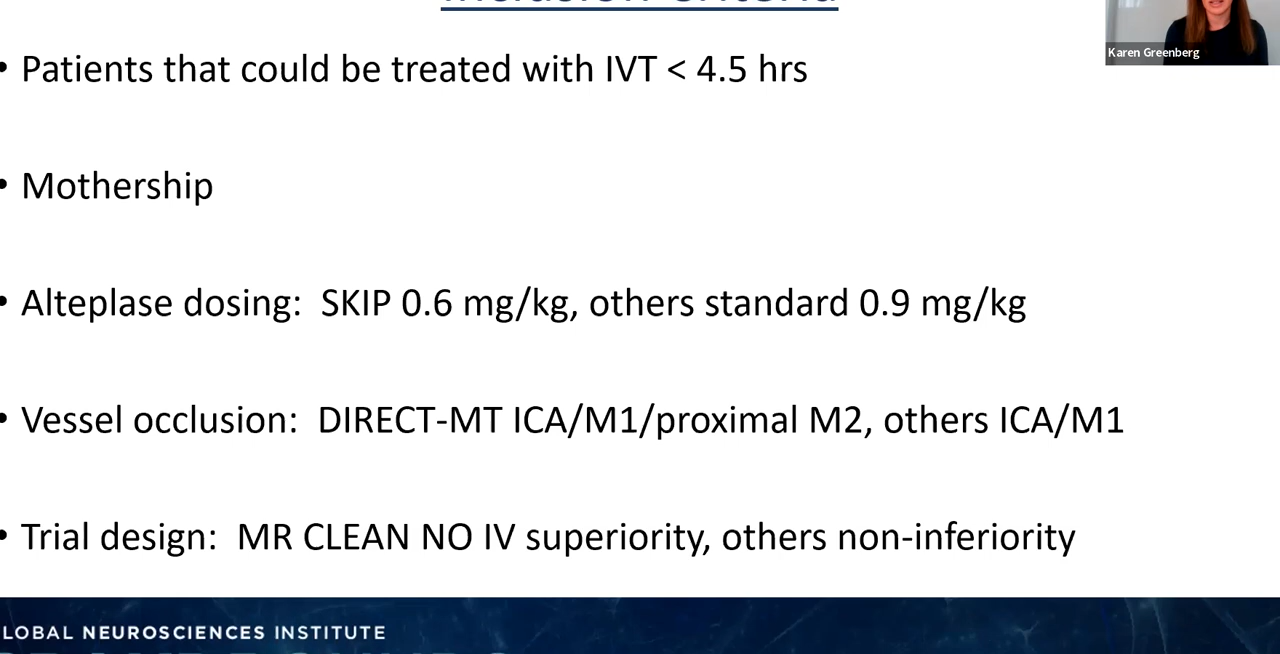 Inclusion Criteria
Karen Greenberg
• Patients that could be treated with IVT < 4.5 hrs
• Mothership
• Alteplase dosing: SKIP 0.6 mg/kg, others standard 0.9 mg/kg
• Vessel occlusion: DIRECT-MT ICA/M1/proximal M2, others ICA/M1
• Trial design: MR CLEAN NO IV superiority, others non-inferiority
LOBAL NEUROSCIENCES INSTITUTE